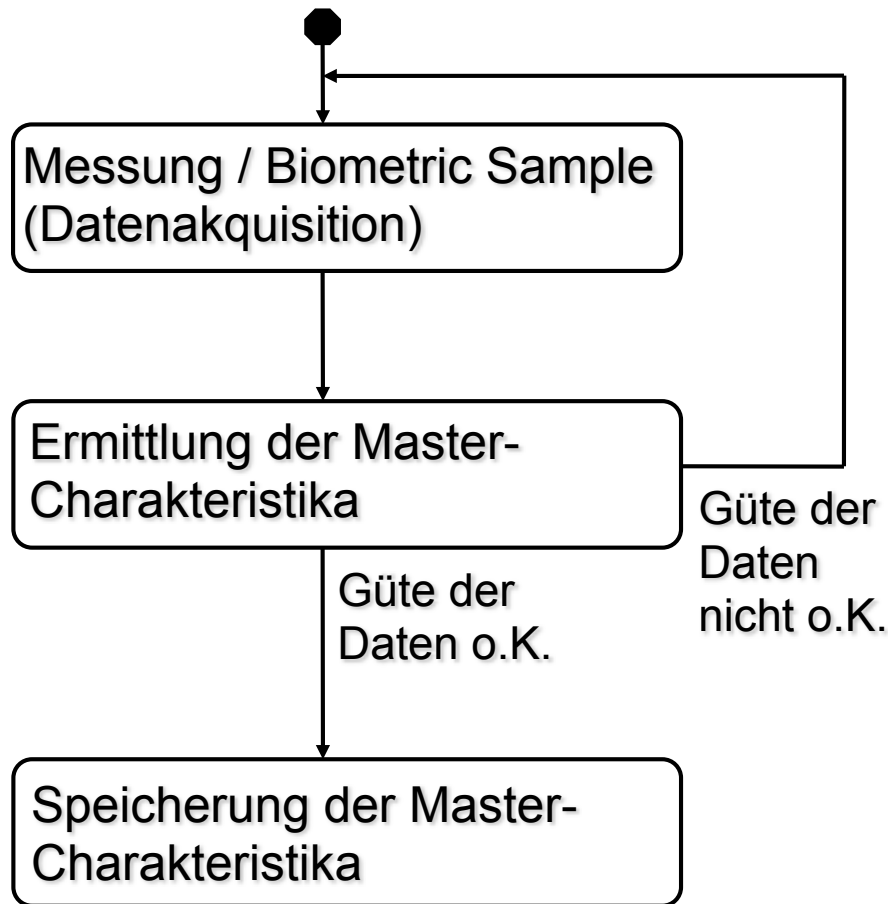 Messung / Biometric Sample
(Datenakquisition)
Ermittlung der Master-
Charakteristika
Güte der
Daten
nicht o.K.
Güte der
Daten o.K.
Speicherung der Master-
Charakteristika